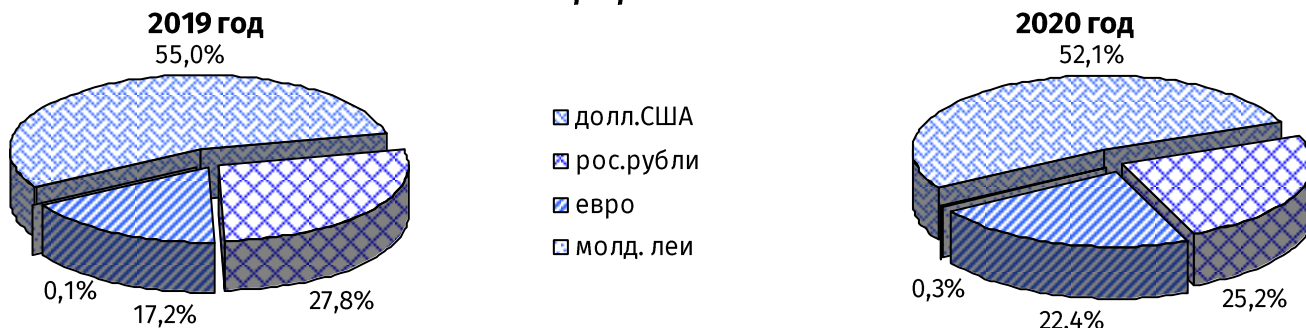 2019 год
55,0%
0,1%
17,2%
27,8%
долл.США
рос.рубли
евро
молд. леи
2020 год
52,1%
0,3%
22,4%
25,2%